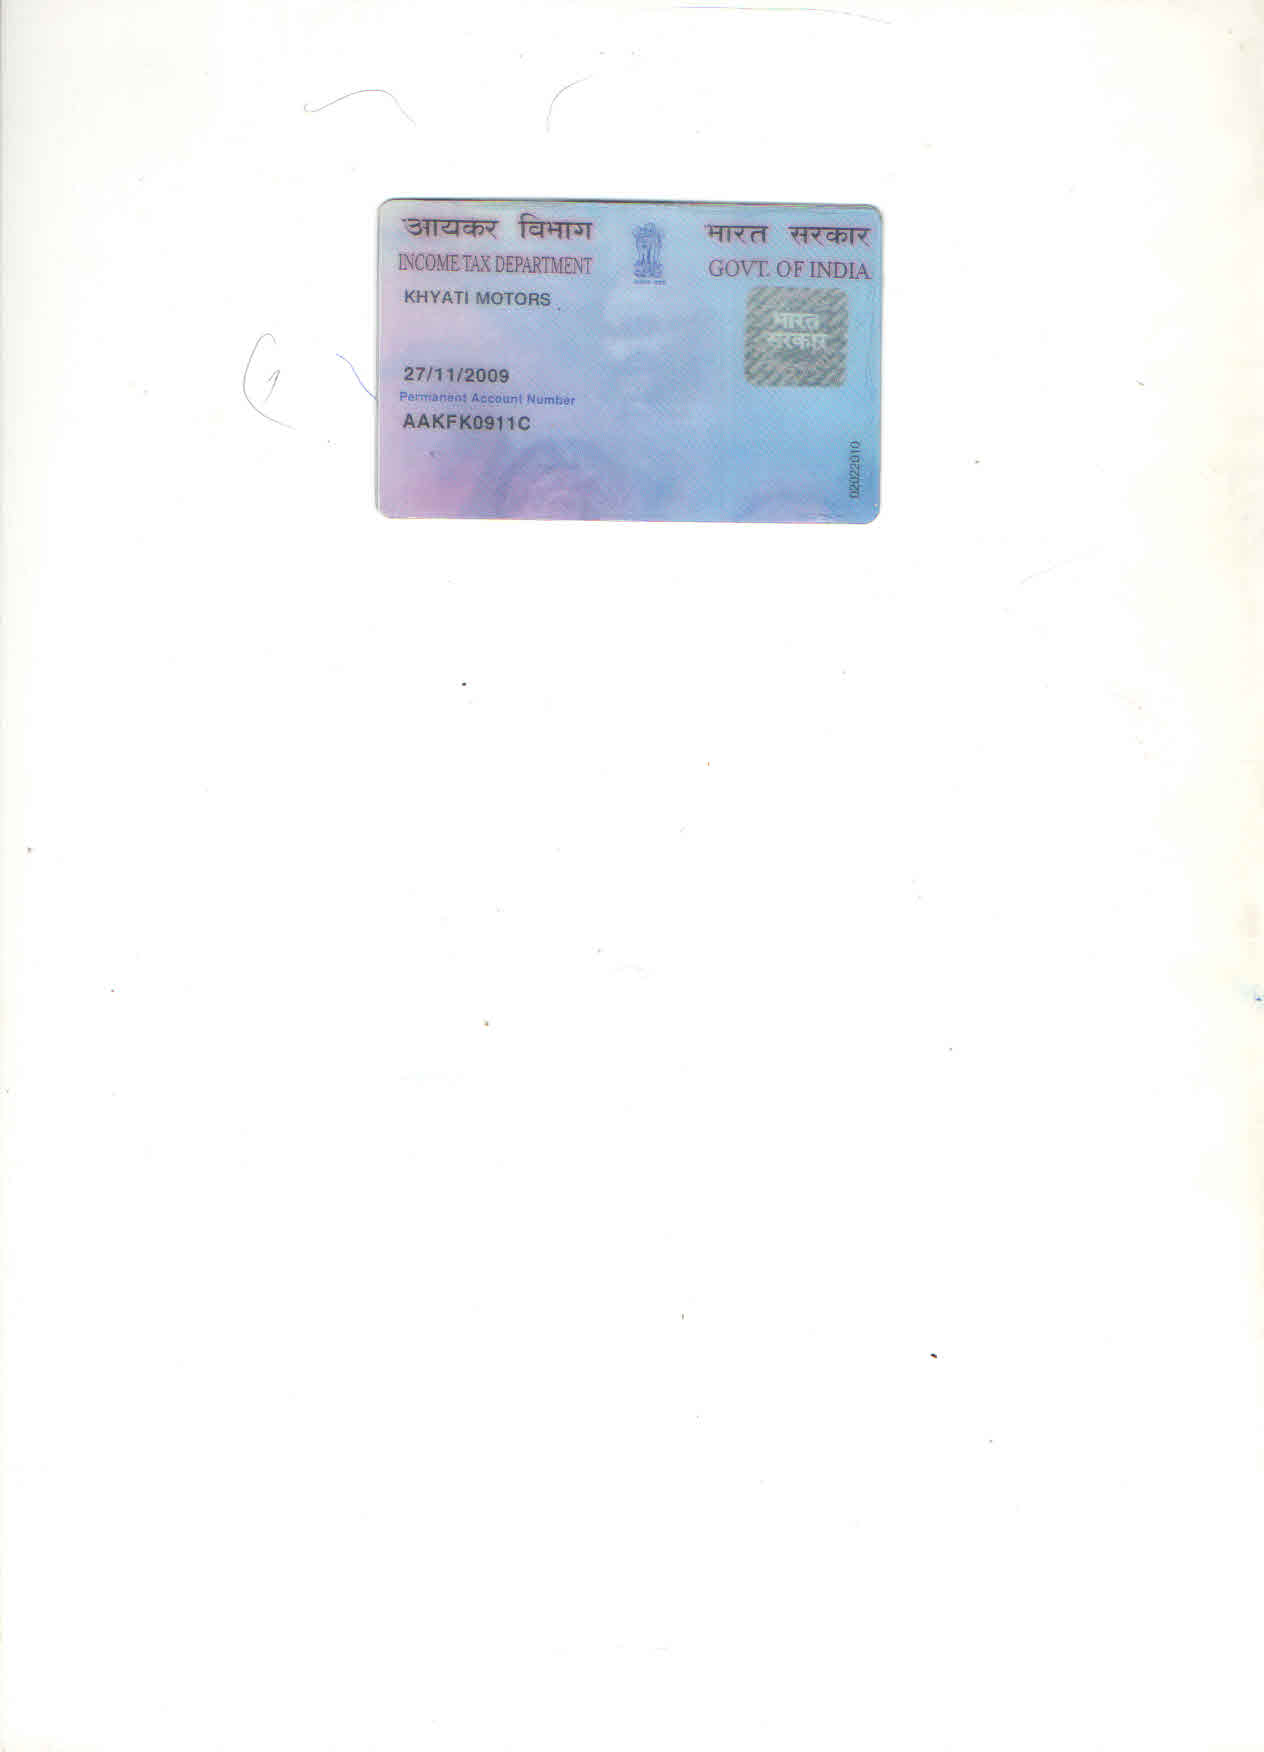 आयकर विभाग
INCOME TAX DEPARTMENT
भारत सरकार
GOVT. OF INDIA
KHYATI MOTORS
भारत
सरकार
27/11/2009
Permanent Account Number
AAKFK0911C
02022010